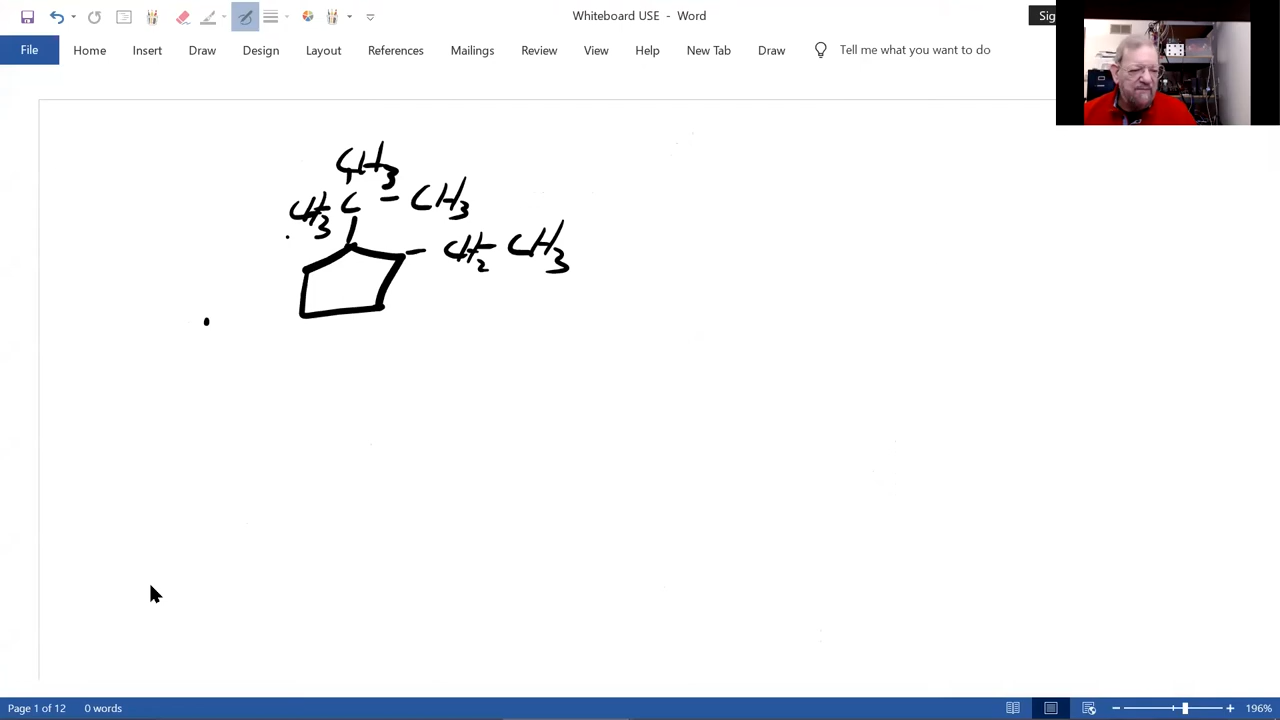 Whiteboard USE - Word
Sig
File Home Insert Draw Design Layout References Mailings Review View Help New Tab Draw Tell me what you want to do
CH3
CH3 C - CH3
- CH2 - CH3
Page 1 of 12 0 words 196%